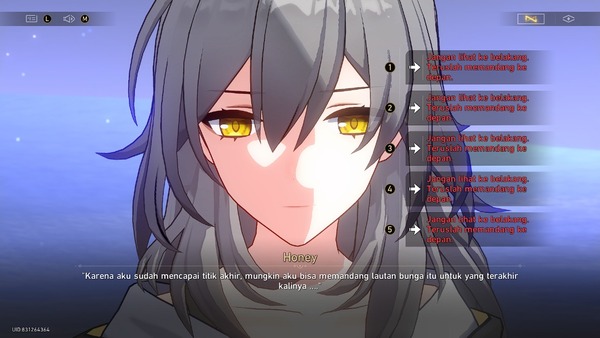 L
M
1
Jangan lihat ke belakang.
Teruslah memandang ke
depan.
2
Jangan lihat ke belakang.
Teruslah memandang ke
depan.
3
Jangan lihat ke belakang.
Teruslah memandang ke
depan.
4
Jangan lihat ke belakang.
Teruslah memandang ke
depan.
5
Jangan lihat ke belakang.
Teruslah memandang ke
depan.
Honey
"Karena aku sudah mencapai titik akhir, mungkin aku bisa memandang lautan bunga itu untuk yang terakhir
kalinya ...."
UID:831264364